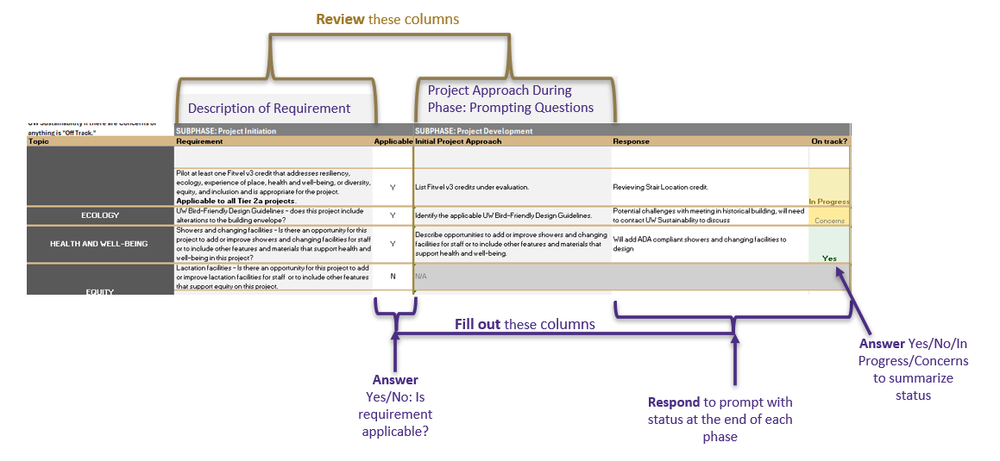 Review these columns
Description of Requirement
Project Approach During
Phase: Prompting Questions
UW Sustainability if there are Concerns or
anything is "Off Track."
SUBPHASE: Project Initiation
SUBPHASE: Project Development
Topic
Requirement
Applicable
Initial Project Approach
Response
On track?
Pilot at least one Fitwel v3 credit that addresses resiliency,
ecology, experience of place, health and well-being, or diversity,
equity, and inclusion and is appropriate for the project.
Applicable to all Tier 2a projects.
Y
List Fitwel v3 credits under evaluation.
Reviewing Stair Location credit.
In Progress
ECOLOGY
UW Bird-Friendly Design Guidelines - does this project include
alterations to the building envelope?
Y
Identify the applicable UW Bird-Friendly Design Guidelines.
Potential challenges with meeting in historical building, will need
to contact UW Sustainability to discuss
Concerns
HEALTH AND WELL-BEING
Showers and changing facilities - Is there an opportunity for this
project to add or improve showers and changing facilities for staff
or to include other features and materials that support health and
well-being in this project?
Y
Describe opportunities to add or improve showers and changing
facilities for staff or to include other features and materials that
support health and well-being.
Will add ADA compliant showers and changing facilities to
design
Yes
EQUITY
Lactation facilities - Is there an opportunity for this project to add
or improve lactation facilities for staff or to include other features
that support equity on this project.
N
N/A
Fill out these columns
Answer
Yes/No: Is
requirement
applicable?
Respond to prompt with
status at the end of each
phase
Answer Yes/No/In
Progress/Concerns
to summarize
status